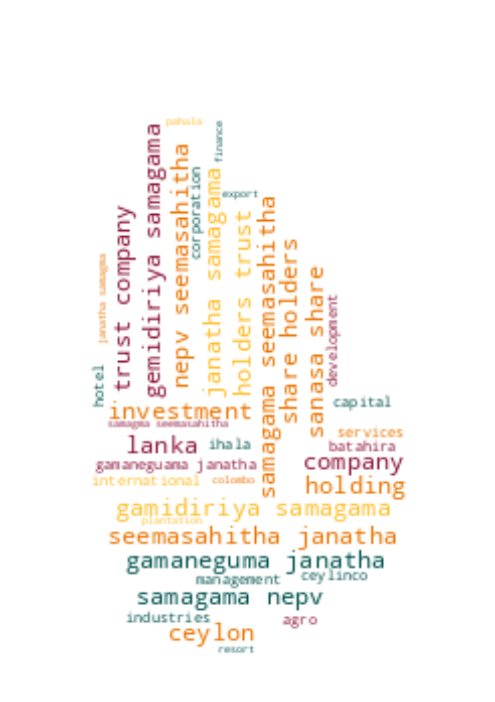 pahala
finance
gemidiriya samagama
nepv seemasahitha
corporation
janatha samagama
export
samagama seemasahitha
trust company
holders trust
share holders
janatha samagma
sanasa share
development
hotel
capital
investment
samagma seemasahitha
services
lanka
ihala
batahira
gamaneguama janatha
company
international
colombo
holding
gamidiriya samagama
plantation
seemasahitha janatha
gamaneguma janatha
management
ceylinco
samagama nepv
industries
agro
ceylon
resort